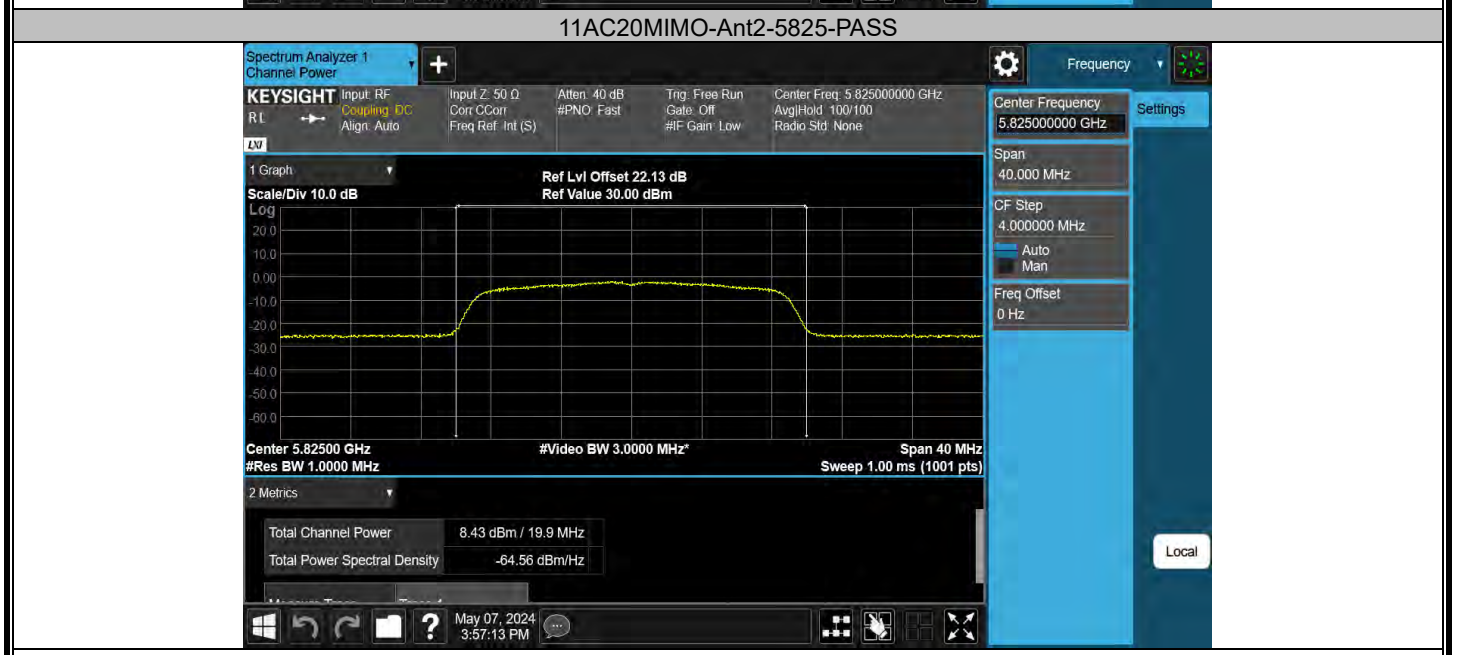 11AC20MIMO-Ant2-5825-PASS
Spectrum Analyzer 1
Channel Power
+
Frequency
KEYSIGHT Input: RF Input Z: 50 Ω Atten: 40 dB Trig: Free Run Center Freq: 5.825000000 GHz
RL Coupling: DC Corr CCorr #PNO: Fast Gate: Off Avg|Hold: 100/100
Align: Auto Freq Ref: Int (S) #IF Gain: Low Radio Std: None
LXI
Center Frequency
5.825000000 GHz
Settings
Span
40.000 MHz
CF Step
4.000000 MHz
Auto
Man
Freq Offset
0 Hz
Local
1 Graph
Ref Lvl Offset 22.13 dB
Scale/Div 10.0 dB Ref Value 30.00 dBm
Log
20.0
10.0
0.00
-10.0
-20.0
-30.0
-40.0
-50.0
-60.0
Center 5.82500 GHz #Video BW 3.0000 MHz* Span 40 MHz
#Res BW 1.0000 MHz Sweep 1.00 ms (1001 pts)
2 Metrics
Total Channel Power 8.43 dBm / 19.9 MHz
Total Power Spectral Density -64.56 dBm/Hz
?
May 07, 2024
3:57:13 PM